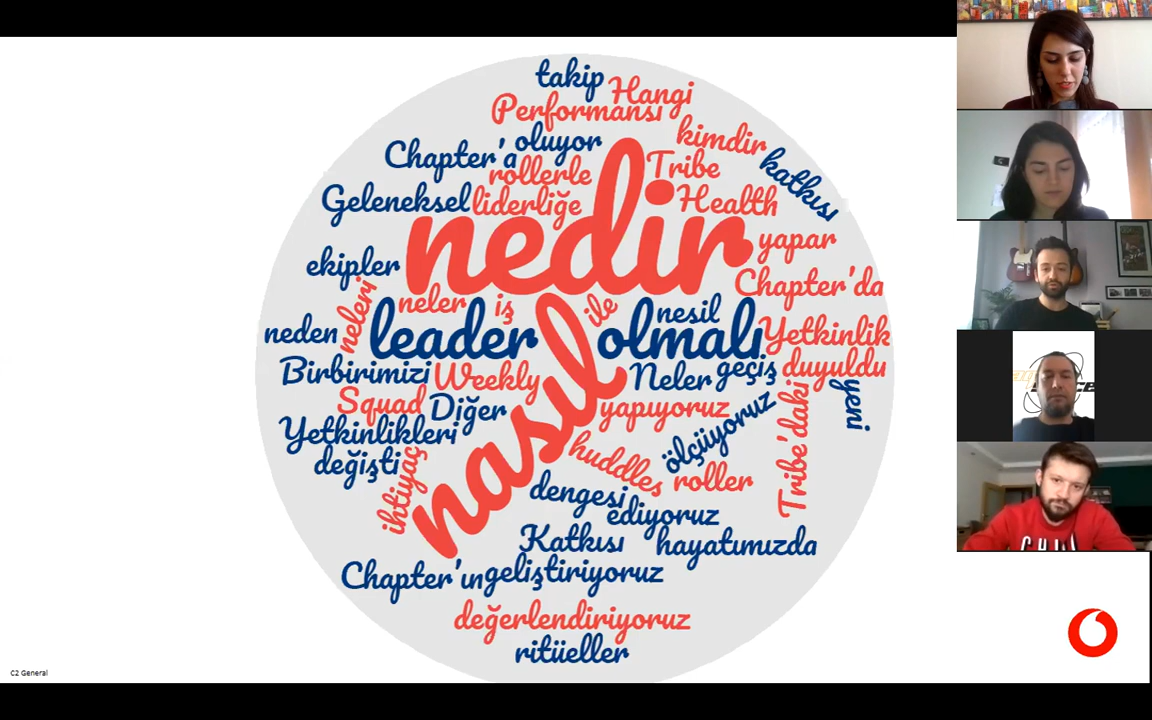 takip
Hangi
Performansı
kimdir
oluyor
Chapter'a
rollerle
Tribe
katkısı
Geleneksel
liderliğe
Health
nedir
yapar
ekipler
Chapter'da
neleri
neler
iş
ile
nesil
neden
leader
olmalı
Yetkinlik
Birbirimizi
Weekly
Neler
geçiş
duyuldu
yeni
Squad
Diğer
nasıl
yapıyoruz
Yetkinlikleri
ölçüyoruz
Tribe'daki
değişti
ihtiyaç
huddles
roller
dengesi
ediyoruz
Katkısı
hayatımızda
Chapter'ın
geliştiriyoruz
değerlendiriyoruz
ritüeller
C2 General